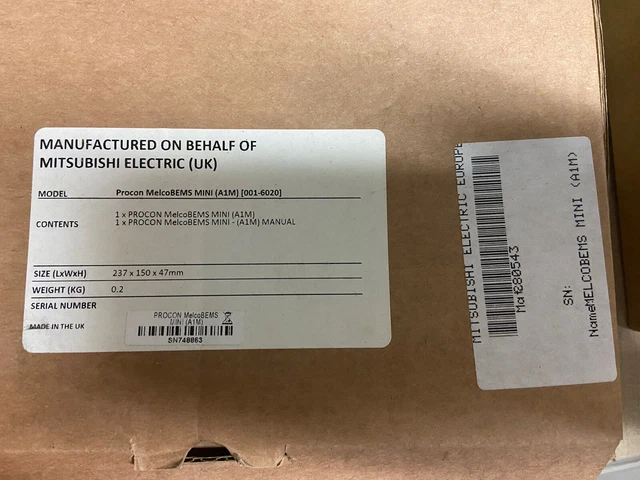 MANUFACTURED ON BEHALF OF
MITSUBISHI ELECTRIC (UK)
MODEL Procon MelcoBEMS MINI (A1M) [001-6020]
CONTENTS
1 x PROCON MelcoBEMS MINI (A1M)
1 x PROCON MelcoBEMS MINI - (A1M) MANUAL
SIZE (LxWxH) 237 x 150 x 47mm
WEIGHT (KG) 0.2
SERIAL NUMBER
MADE IN THE UK
PROCON MelcoBEMS
MINI (A1M)
SN748863
MITSUBISHI ELECTRIC EUROPE
280543
SN:
NameMELCOBEMS MINI (A1M)